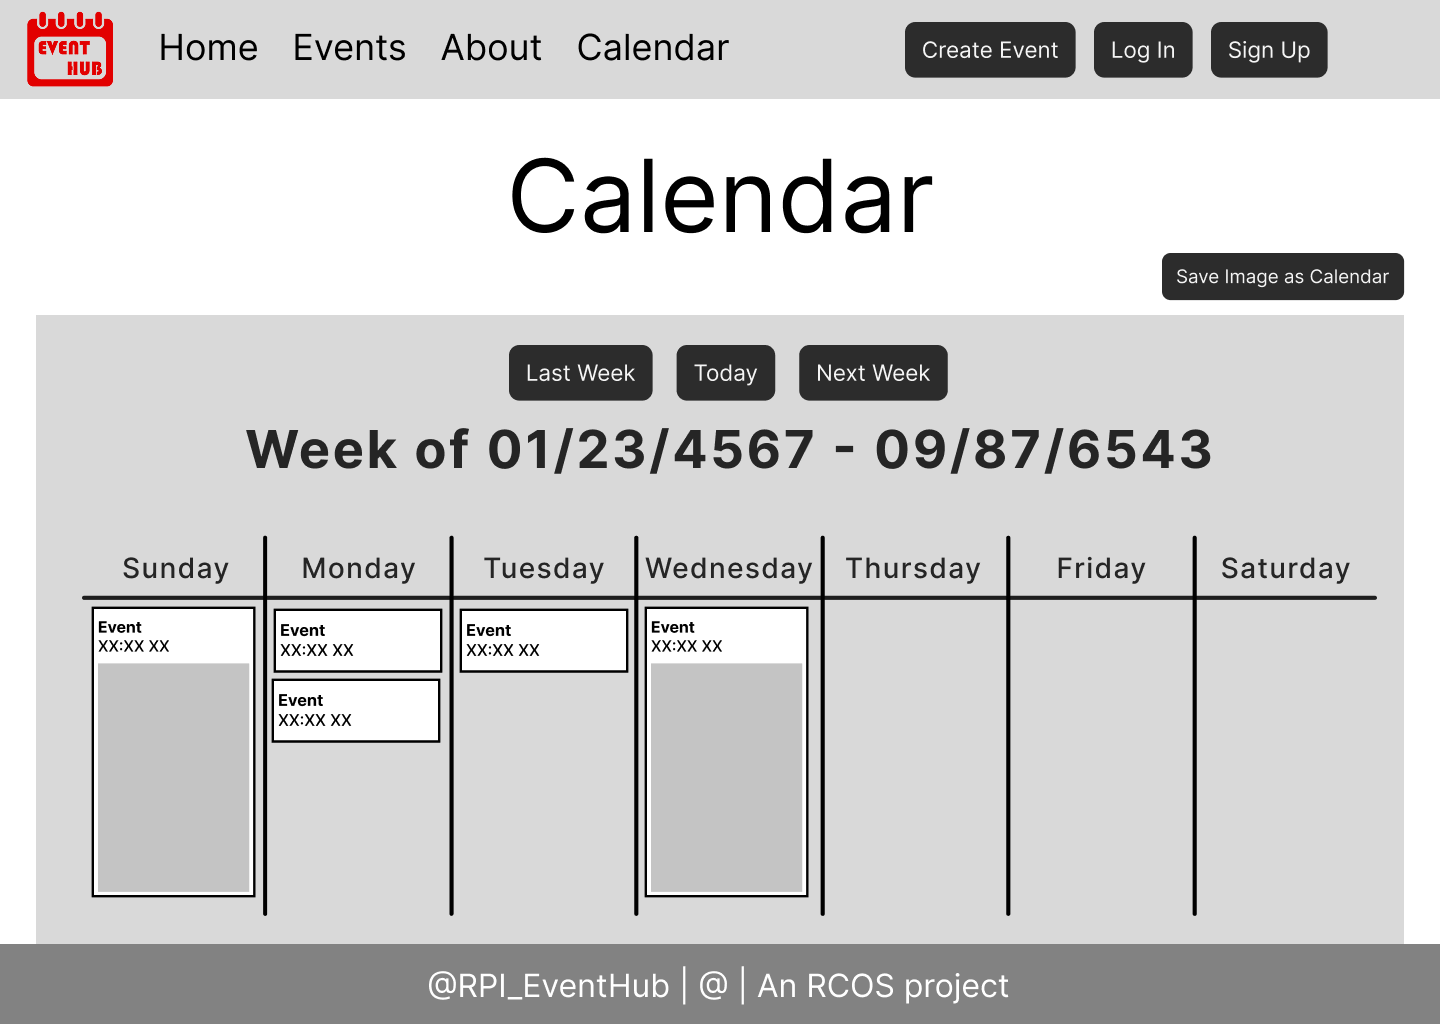 EVENT
HUB
Home Events About Calendar
Create Event Log In Sign Up
Calendar
Save Image as Calendar
Last Week Today Next Week
Week of 01/23/4567 - 09/87/6543
Sunday Monday Tuesday Wednesday Thursday Friday Saturday
Event
XX:XX XX
Event
XX:XX XX
Event
XX:XX XX
Event
XX:XX XX
Event
XX:XX XX
@RPI_EventHub | @ | An RCOS project